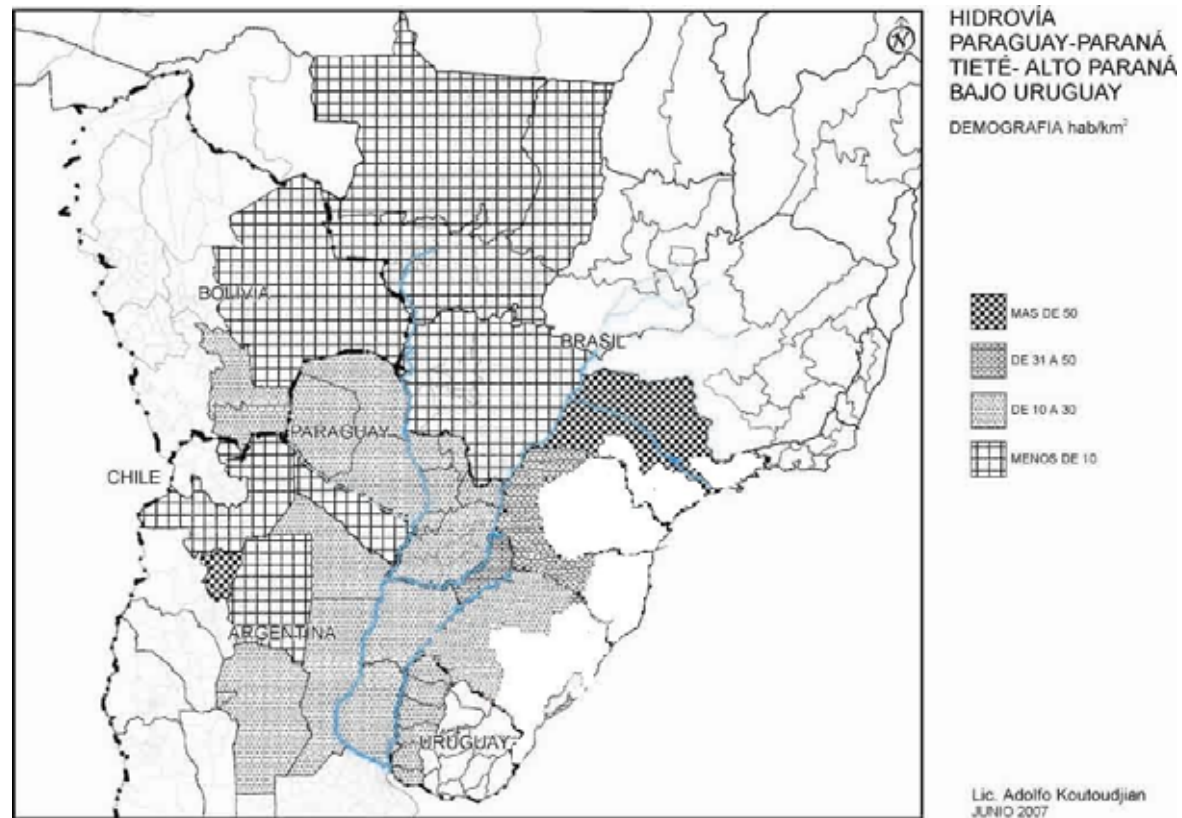 HIDROVÍA
PARAGUAY-PARANÁ
TIETÉ- ALTO PARANÁ
BAJO URUGUAY
DEMOGRAFIA hab/km²
N
BOLIVIA
BRASIL
PARAGUAY
CHILE
ARGENTINA
URUGUAY
MAS DE 50
DE 31 A 50
DE 10 A 30
MENOS DE 10
Lic. Adolfo Koutoudjian
JUNIO 2007